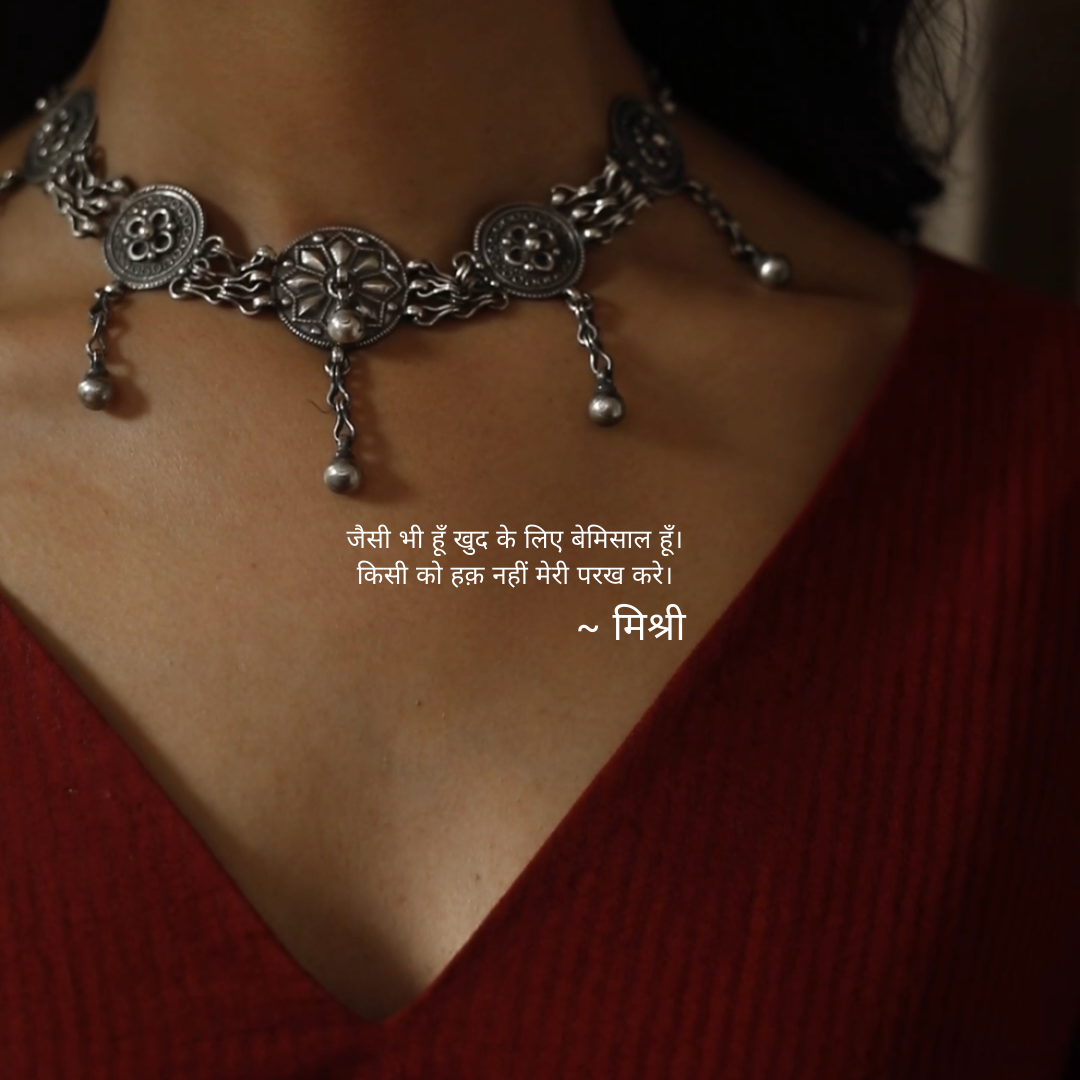 जैसी भी हूँ खुद के लिए बेमिसाल हूँ।
किसी को हक़ नहीं मेरी परख करे।
~ मिश्री